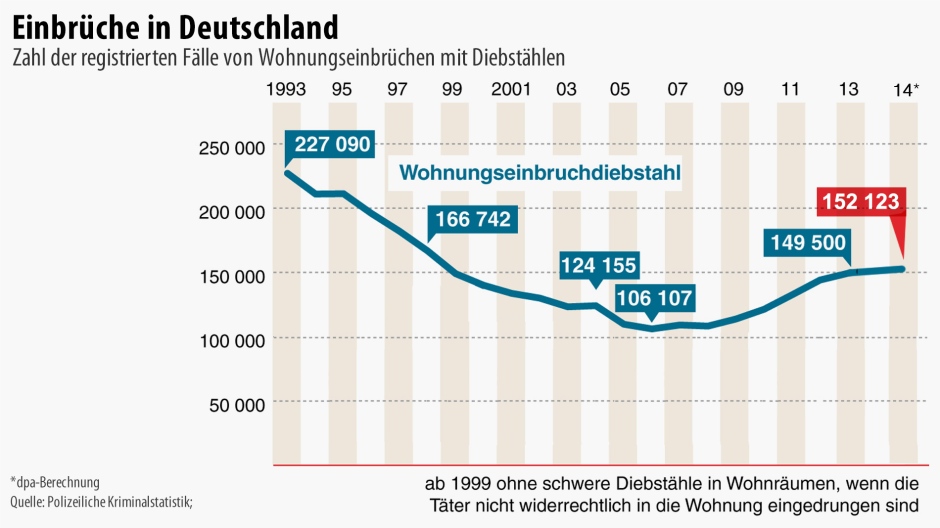 Einbrüche in Deutschland
Zahl der registrierten Fälle von Wohnungseinbrüchen mit Diebstählen
1993 95 97 99 2001 03 05 07 09 11 13 14*
250 000
227 090
Wohnungseinbruchdiebstahl
200 000
152 123
166 742
149 500
150 000
124 155
106 107
100 000
50 000
*dpa-Berechnung
Quelle: Polizeiliche Kriminalstatistik;
ab 1999 ohne schwere Diebstähle in Wohnräumen, wenn die
Täter nicht widerrechtlich in die Wohnung eingedrungen sind